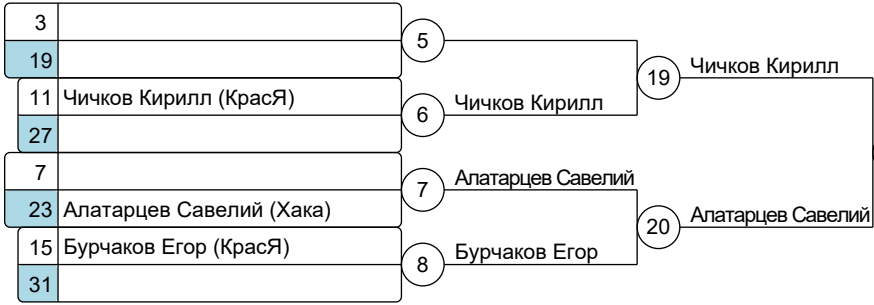 3
19
5
11 Чичков Кирилл (КрасЯ)
27
6 Чичков Кирилл
19 Чичков Кирилл
7
23 Алатарцев Савелий (Хака)
7 Алатарцев Савелий
15 Бурчаков Егор (КрасЯ)
31
8 Бурчаков Егор
20 Алатарцев Савелий